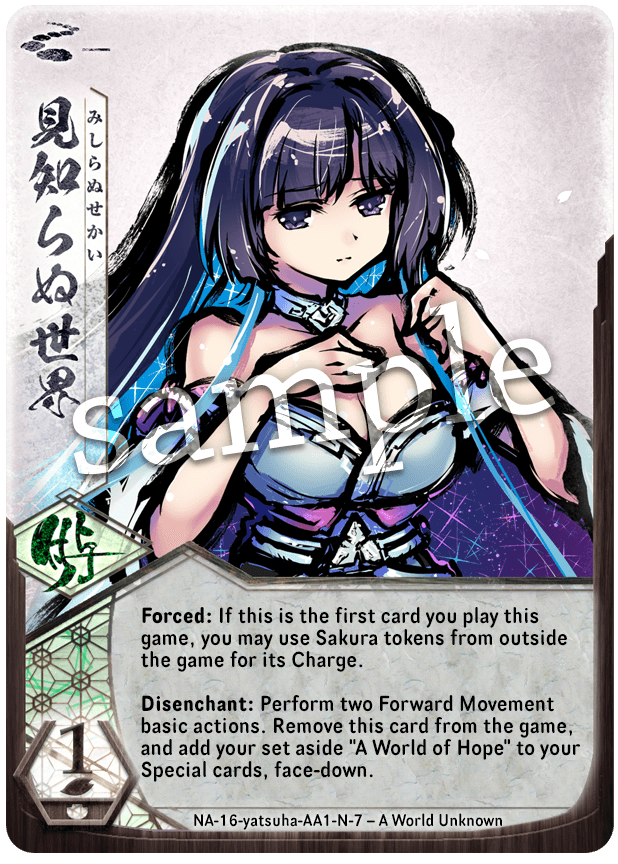 見知らぬ世界
みしらぬせかい
sample
Forced: If this is the first card you play this
game, you may use Sakura tokens from outside
the game for its Charge.
Disenchant: Perform two Forward Movement
basic actions. Remove this card from the game,
and add your set aside "A World of Hope" to your
Special cards, face-down.
1
NA-16-yatsuha-AA1-N-7 – A World Unknown